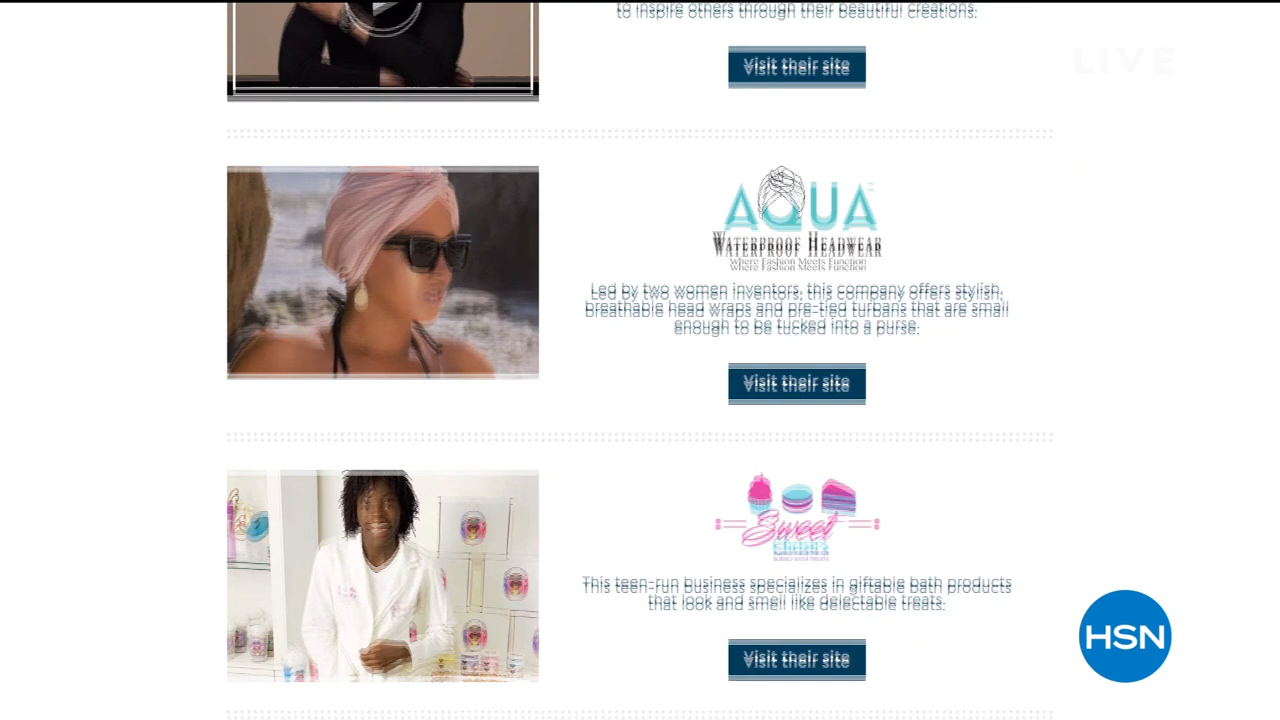 to inspire others through their beautiful creations.
Visit their site
LIVE
AQUA
WATERPROOF HEADWEAR
Where Fashion Meets Function
Led by two women inventors, this company offers stylish,
breathable head wraps and pre-tied turbans that are small
enough to be tucked into a purse.
Visit their site
Sweet
This teen-run business specializes in giftable bath products
that look and smell like delectable treats.
HSN
Visit their site